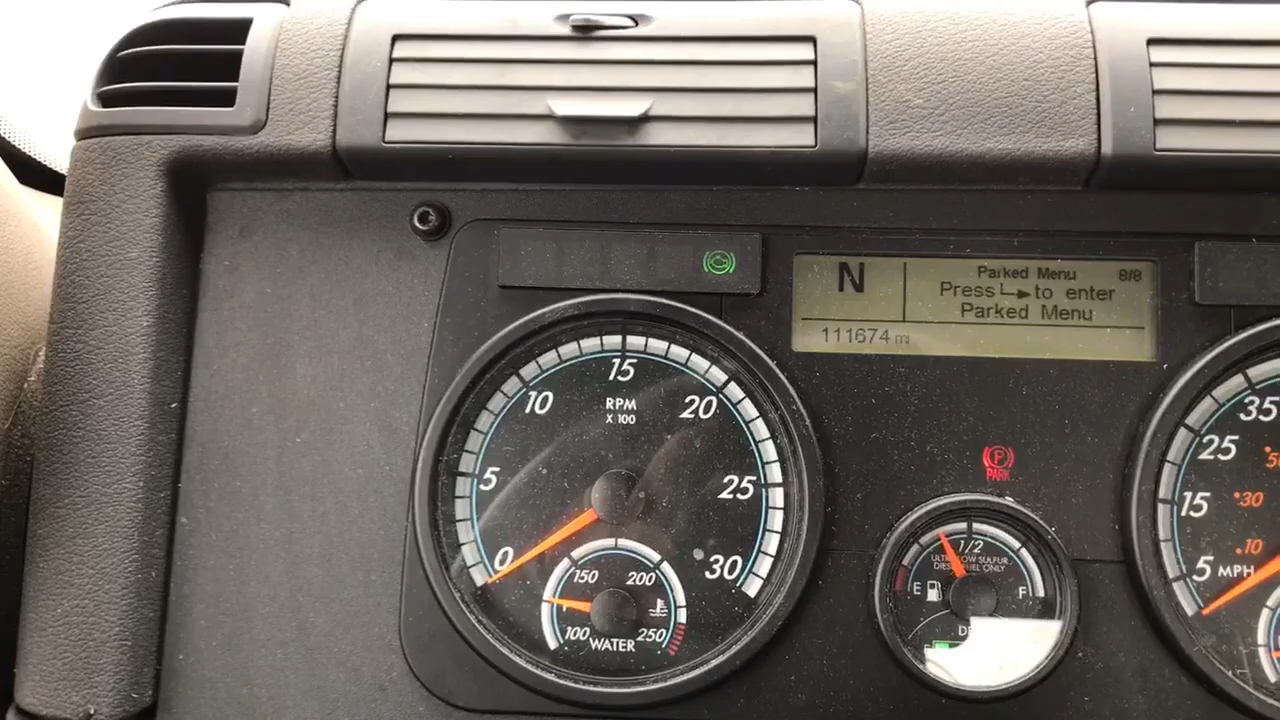 N
Parked Menu 8/8
Press to enter
Parked Menu
111674 mi
15
10
20
RPM
X 100
5
25
0
30
150
200
100
250
WATER
PARK
P
1/2
ULTRA LOW SULFUR
DIESEL FUEL ONLY
E
F
35
25
15
30
10
5
MPH